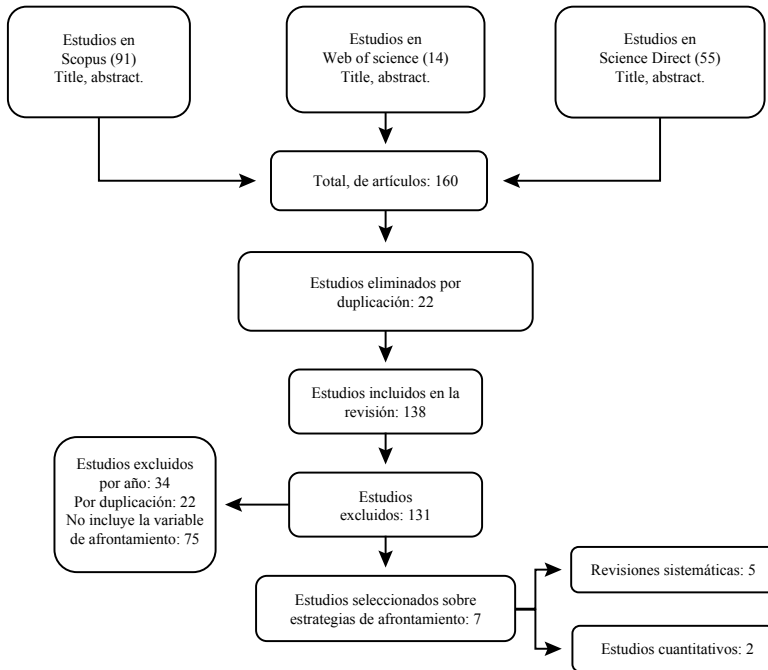 Estudios en
Scopus (91)
Title, abstract.
Estudios en
Web of science (14)
Title, abstract.
Estudios en
Science Direct (55)
Title, abstract.
Total, de artículos: 160
Estudios eliminados por
duplicación: 22
Estudios incluidos en la
revisión: 138
Estudios excluidos
por año: 34
Por duplicación: 22
No incluye la variable
de afrontamiento: 75
Estudios
excluidos: 131
Estudios seleccionados sobre
estrategias de afrontamiento: 7
Revisiones sistemáticas: 5
Estudios cuantitativos: 2